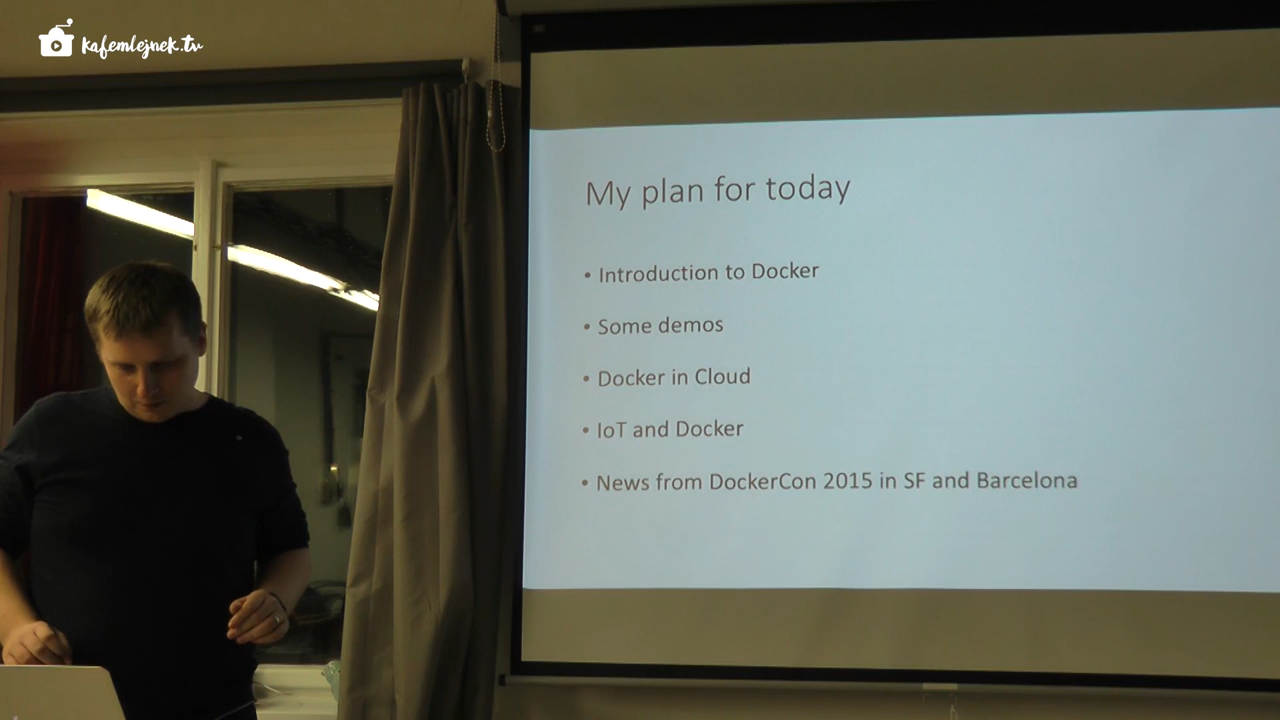 kafemlejnek.tv
My plan for today
• Introduction to Docker
• Some demos
• Docker in Cloud
• IoT and Docker
• News from DockerCon 2015 in SF and Barcelona